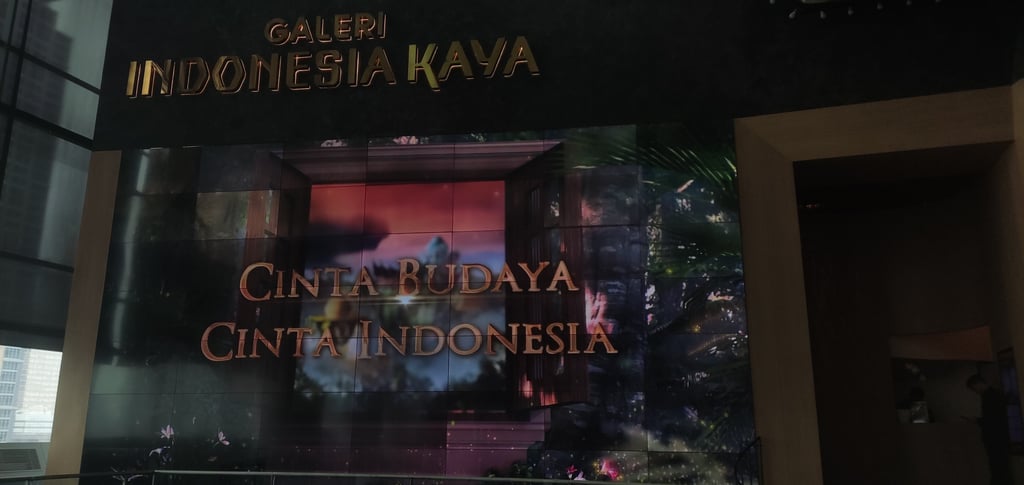 GALERI
INDONESIA KAYA
CINTA BUDAYA
CINTA INDONESIA